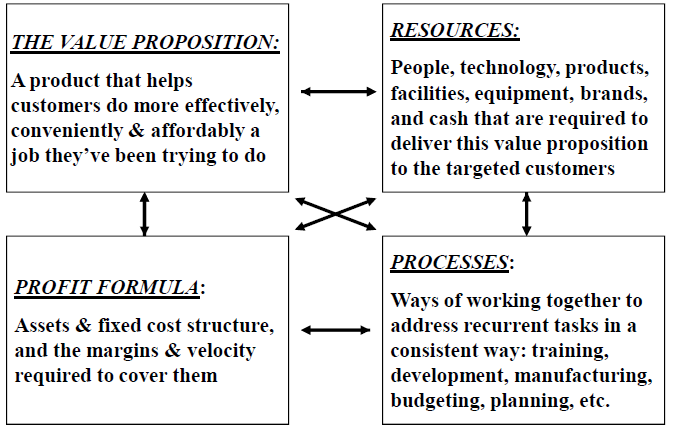 THE VALUE PROPOSITION:
A product that helps
customers do more effectively,
conveniently & affordably a
job they've been trying to do
RESOURCES:
People, technology, products,
facilities, equipment, brands,
and cash that are required to
deliver this value proposition
to the targeted customers
PROFIT FORMULA:
Assets & fixed cost structure,
and the margins & velocity
required to cover them
PROCESSES:
Ways of working together to
address recurrent tasks in a
consistent way: training,
development, manufacturing,
budgeting, planning, etc.